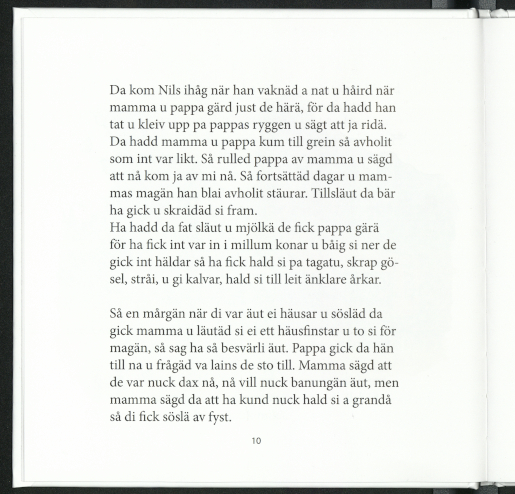 Da kom Nils ihåg när han vaknäd a nat u håird när
mamma u pappa gärd just de härä, för da hadd han
tat u kleiv upp pa pappas ryggen u sägt att ja ridä.
Da hadd mamma u pappa kum till grein så avholit
som int var likt. Så rulled pappa av mamma u sägd
att nå kom ja av mi nå. Så fortsättäd dagar u mam-
mas magän han blai avholit stäurar. Tillsläut da bär
ha gick u skraidäd si fram.
Ha hadd da fat släut u mjölkä de fick pappa gärä
för ha fick int var in i millum konar u båig si ner de
gick int häldar så ha fick hald si pa tagatu, skrap gö-
sel, stråi, u gi kalvar, hald si till leit änklare årkar.

Så en mårgän när di var äut ei häusar u sösläd da
gick mamma u läutäd si ei ett häusfinstar u to si för
magän, så sag ha så besvärli äut. Pappa gick da hän
till na u frågäd va lains de sto till. Mamma sägd att
de var nuck dax nå, nå vill nuck banungän äut, men
mamma sägd da att ha kund nuck hald si a grandå
så di fick söslä av fyst.
10